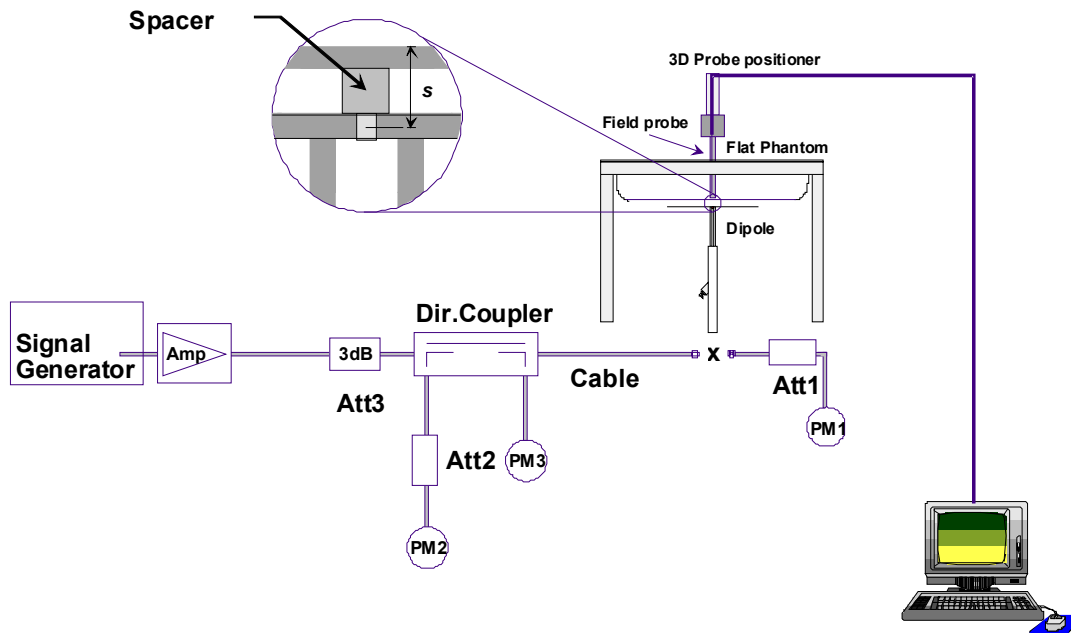 Spacer
s
3D Probe positioner
Field probe
Flat Phantom
Dipole
Dir.Coupler
Signal
Generator
Amp
3dB
Att3
Cable
x
Att1
PM1
Att2
PM3
PM2